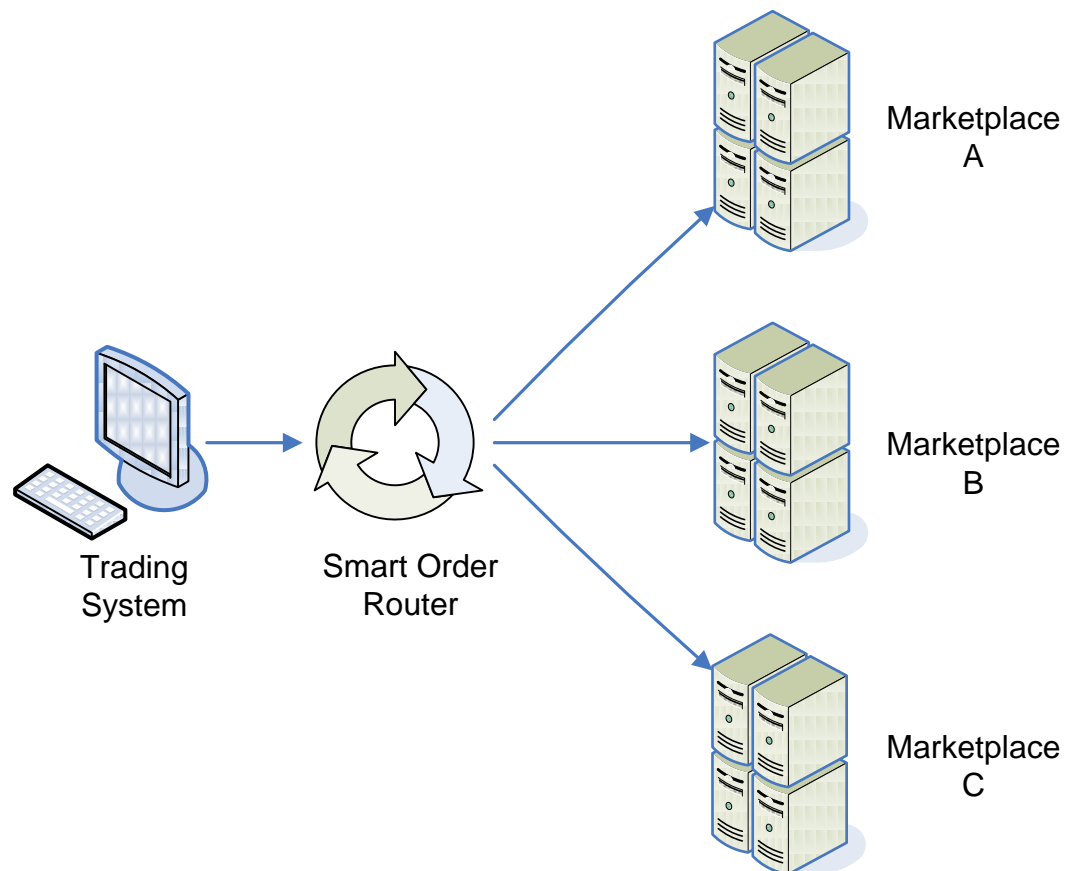 Marketplace
A
Marketplace
B
Trading
System
Smart Order
Router
Marketplace
C